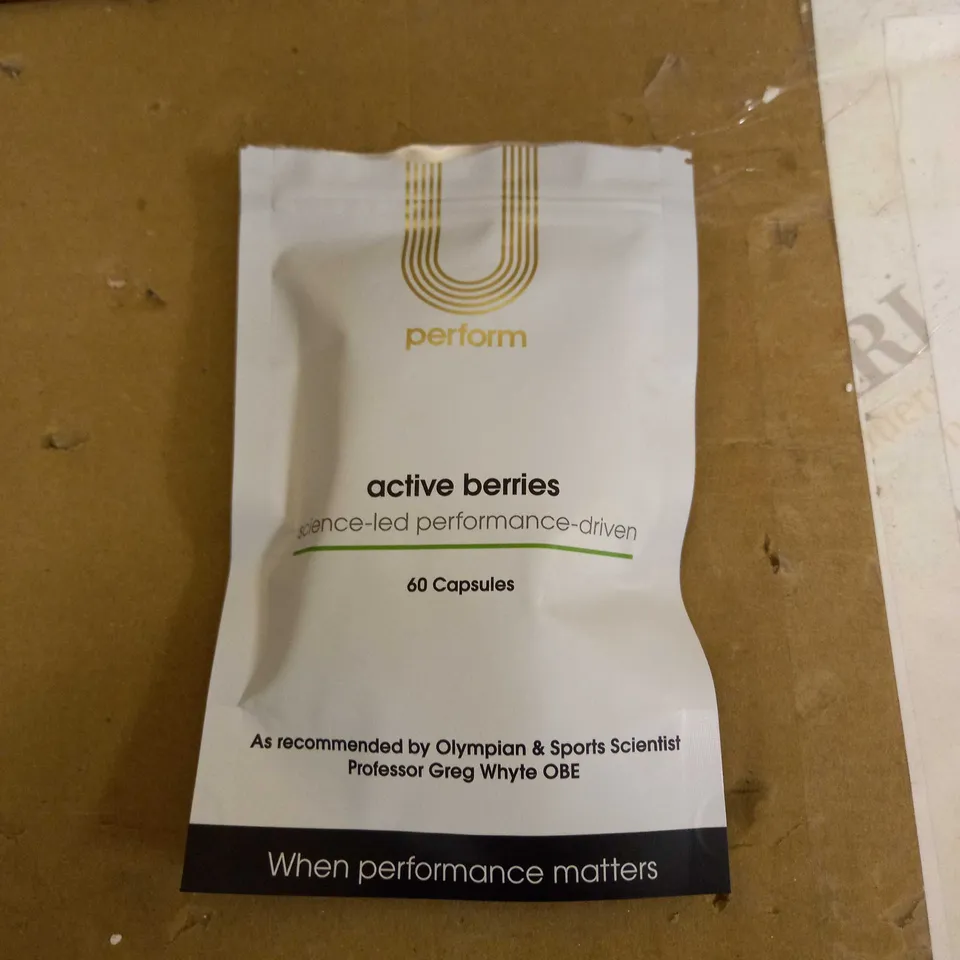 U
perform
active berries
science-led performance-driven
60 Capsules
As recommended by Olympian & Sports Scientist
Professor Greg Whyte OBE
When performance matters